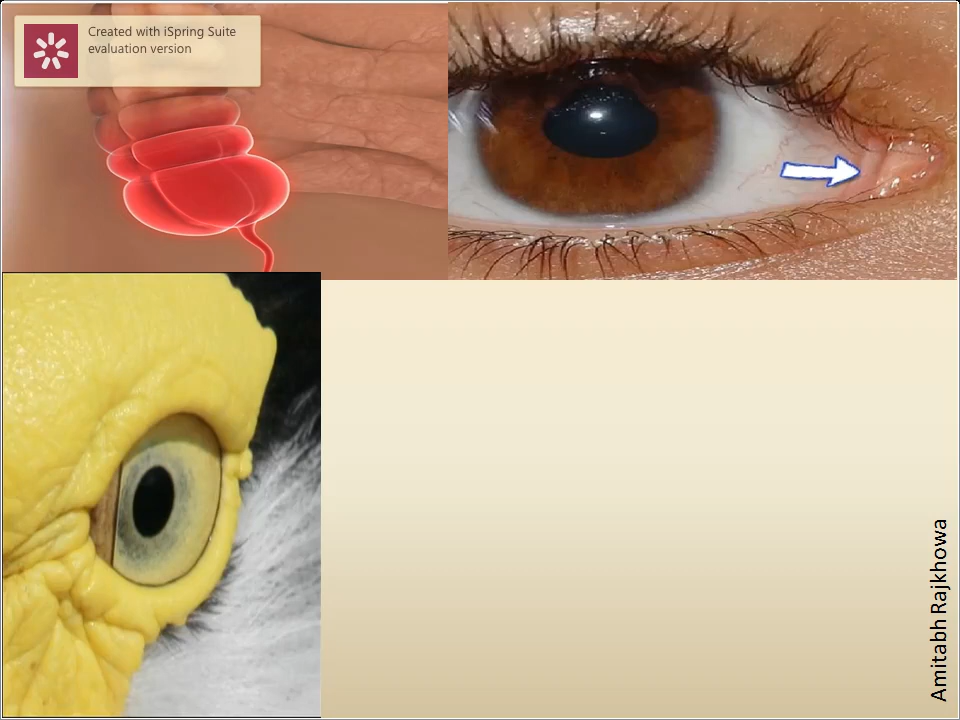 Created with iSpring Suite
evaluation version
Amitabh Rajkhowa